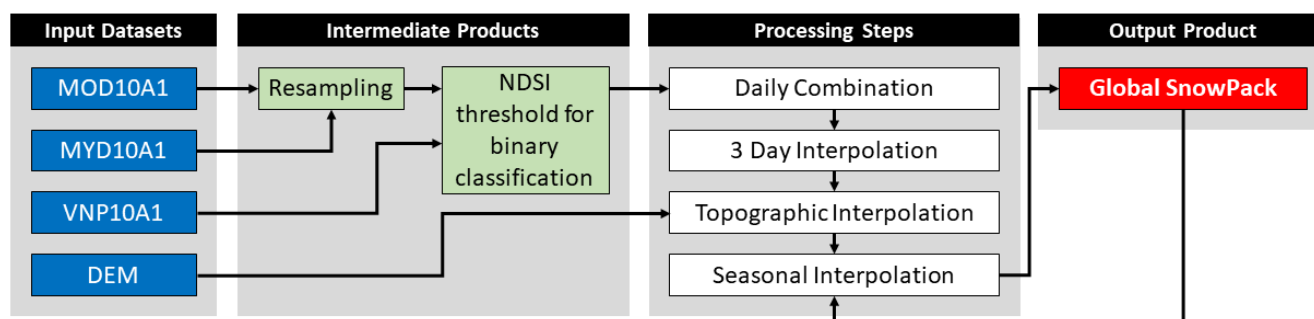 Input Datasets
Intermediate Products
Processing Steps
Output Product
MOD10A1
MYD10A1
VNP10A1
DEM
Resampling
NDSI
threshold for
binary
classification
Daily Combination
3 Day Interpolation
Topographic Interpolation
Seasonal Interpolation
Global SnowPack